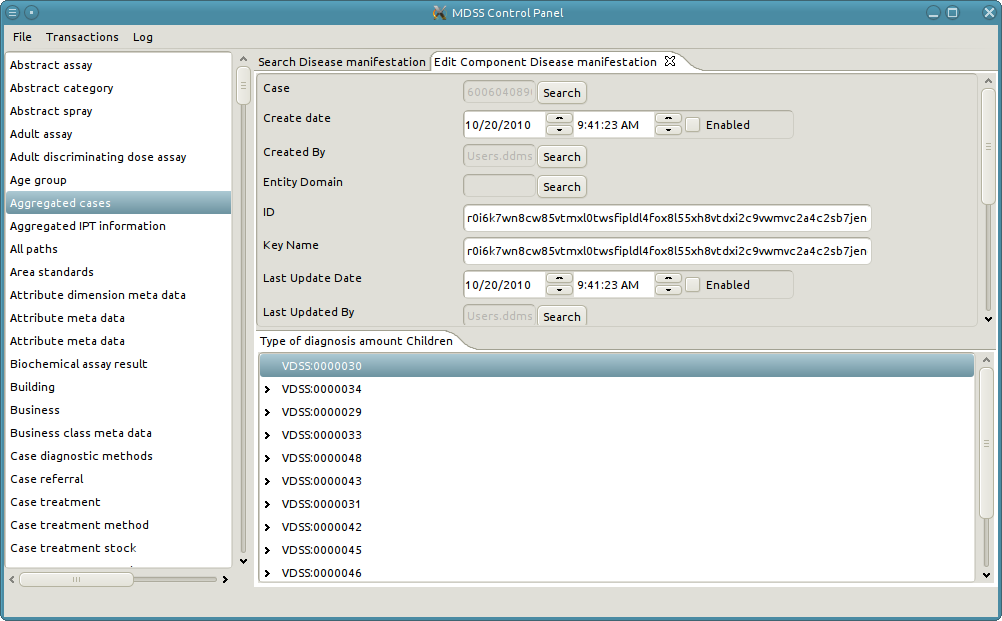 MDSS Control Panel
File Transactions Log
Abstract assay
Abstract category
Abstract spray
Adult assay
Adult discriminating dose assay
Age group
Aggregated cases
Aggregated IPT information
All paths
Area standards
Attribute dimension meta data
Attribute meta data
Attribute meta data
Biochemical assay result
Building
Business
Business class meta data
Case diagnostic methods
Case referral
Case treatment
Case treatment method
Case treatment stock
Search Disease manifestation Edit Component Disease manifestation
Case 600604089 Search
Create date 10/20/2010 9:41:23 AM Enabled
Created By Users.ddms Search
Entity Domain Search
ID r0i6k7wn8cw85vtmxl0twsfipldl4fox8l55xh8vtdxi2c9vwmvc2a4c2sb7jen
Key Name r0i6k7wn8cw85vtmxl0twsfipldl4fox8l55xh8vtdxi2c9vwmvc2a4c2sb7jen
Last Update Date 10/20/2010 9:41:23 AM Enabled
Last Updated By Users.ddms Search
Type of diagnosis amount Children
VDSS:0000030
VDSS:0000034
VDSS:0000029
VDSS:0000033
VDSS:0000048
VDSS:0000043
VDSS:0000031
VDSS:0000042
VDSS:0000045
VDSS:0000046